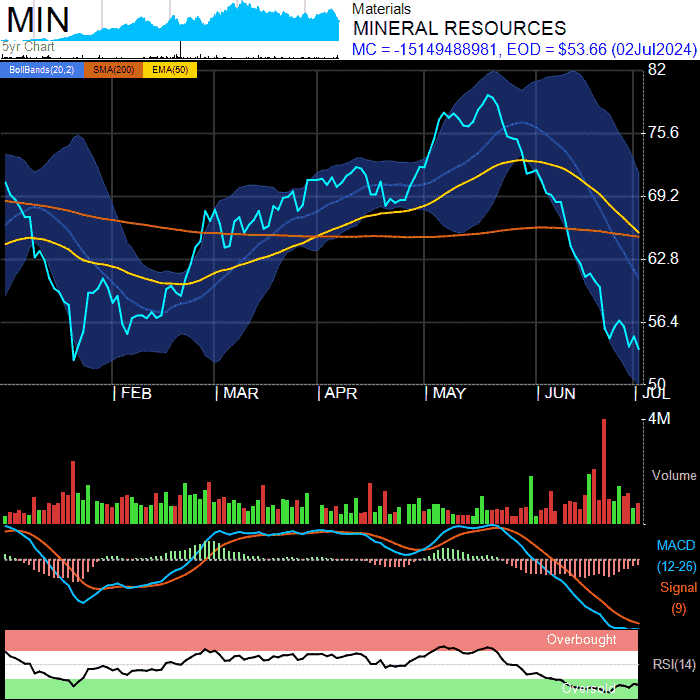 MIN
5yr Chart
Materials
MINERAL RESOURCES
MC = -15149488981, EOD = $53.66 (02Jul2024)
BollBands(20,2) SMA(200) EMA(50)
82
75.6
69.2
62.8
56.4
50
FEB MAR APR MAY JUN JUL
4M
Volume
MACD
(12-26)
Signal
(9)
Overbought
RSI(14)
Oversold